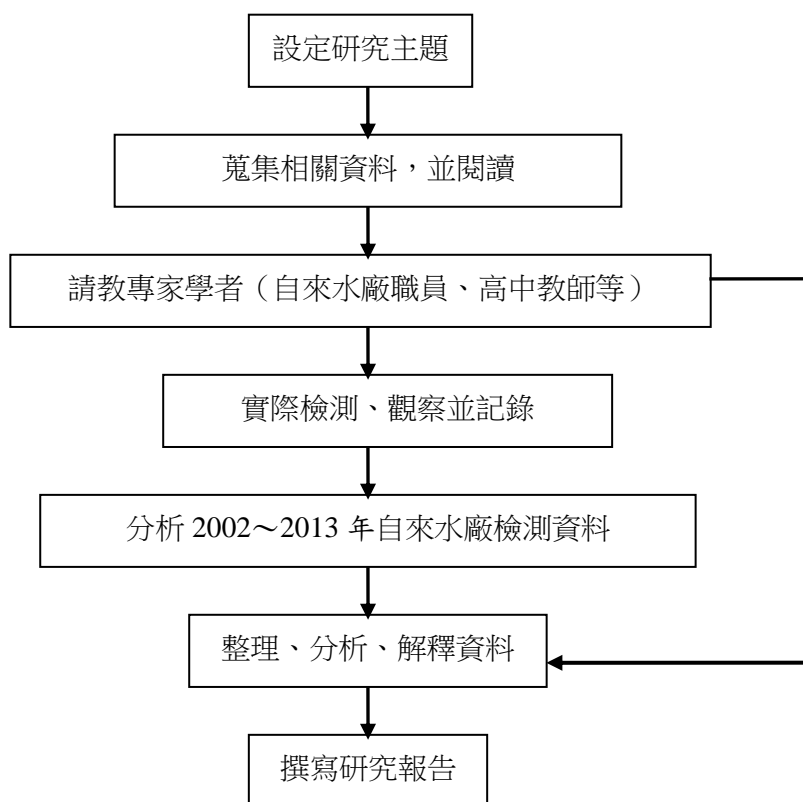 設定研究主題
蒐集相關資料，並閱讀
請教專家學者（自來水廠職員、高中教師等）
實際檢測、觀察並記錄
分析 2002～2013 年自來水廠檢測資料
整理、分析、解釋資料
撰寫研究報告